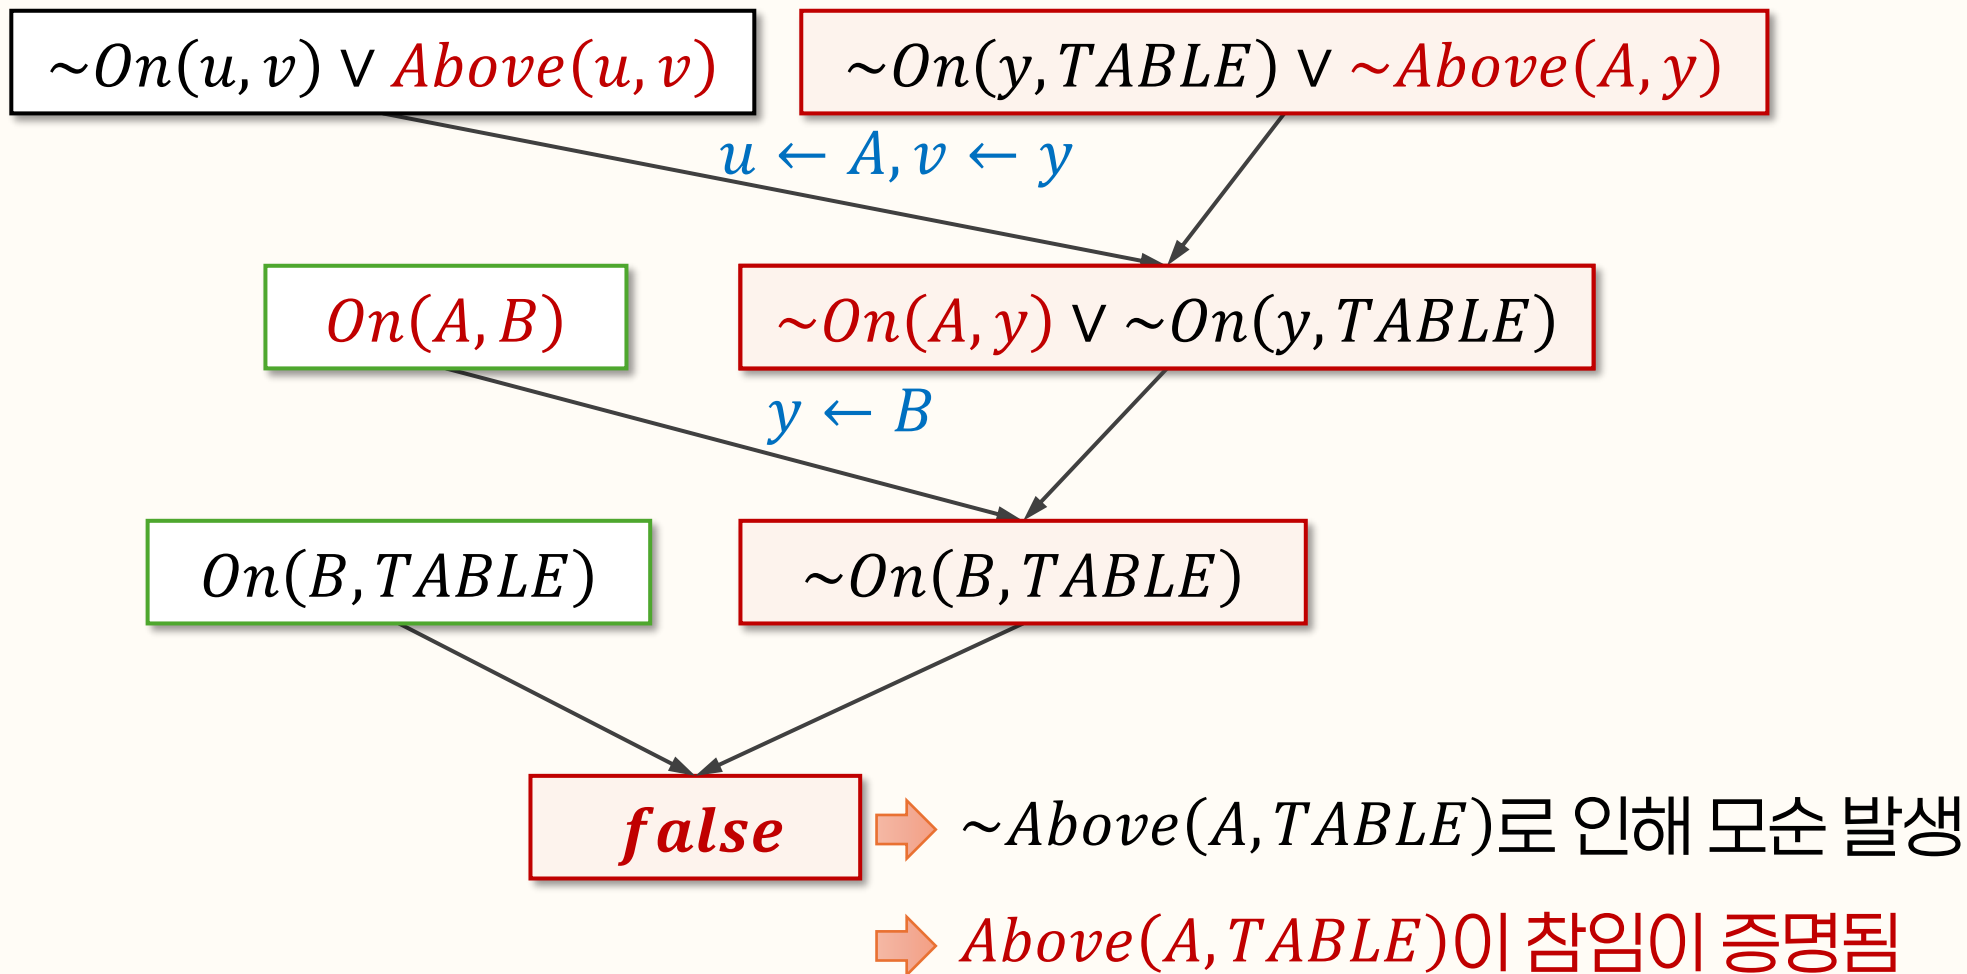 ~On(u, v) ∨ Above(u, v)
~On(y, TABLE) ∨ ~Above(A, y)
u ← A, v ← y
On(A, B)
~On(A, y) ∨ ~On(y, TABLE)
y ← B
On(B, TABLE)
~On(B, TABLE)
false
~Above(A, TABLE)로 인해 모순 발생
Above(A, TABLE)이 참임이 증명됨